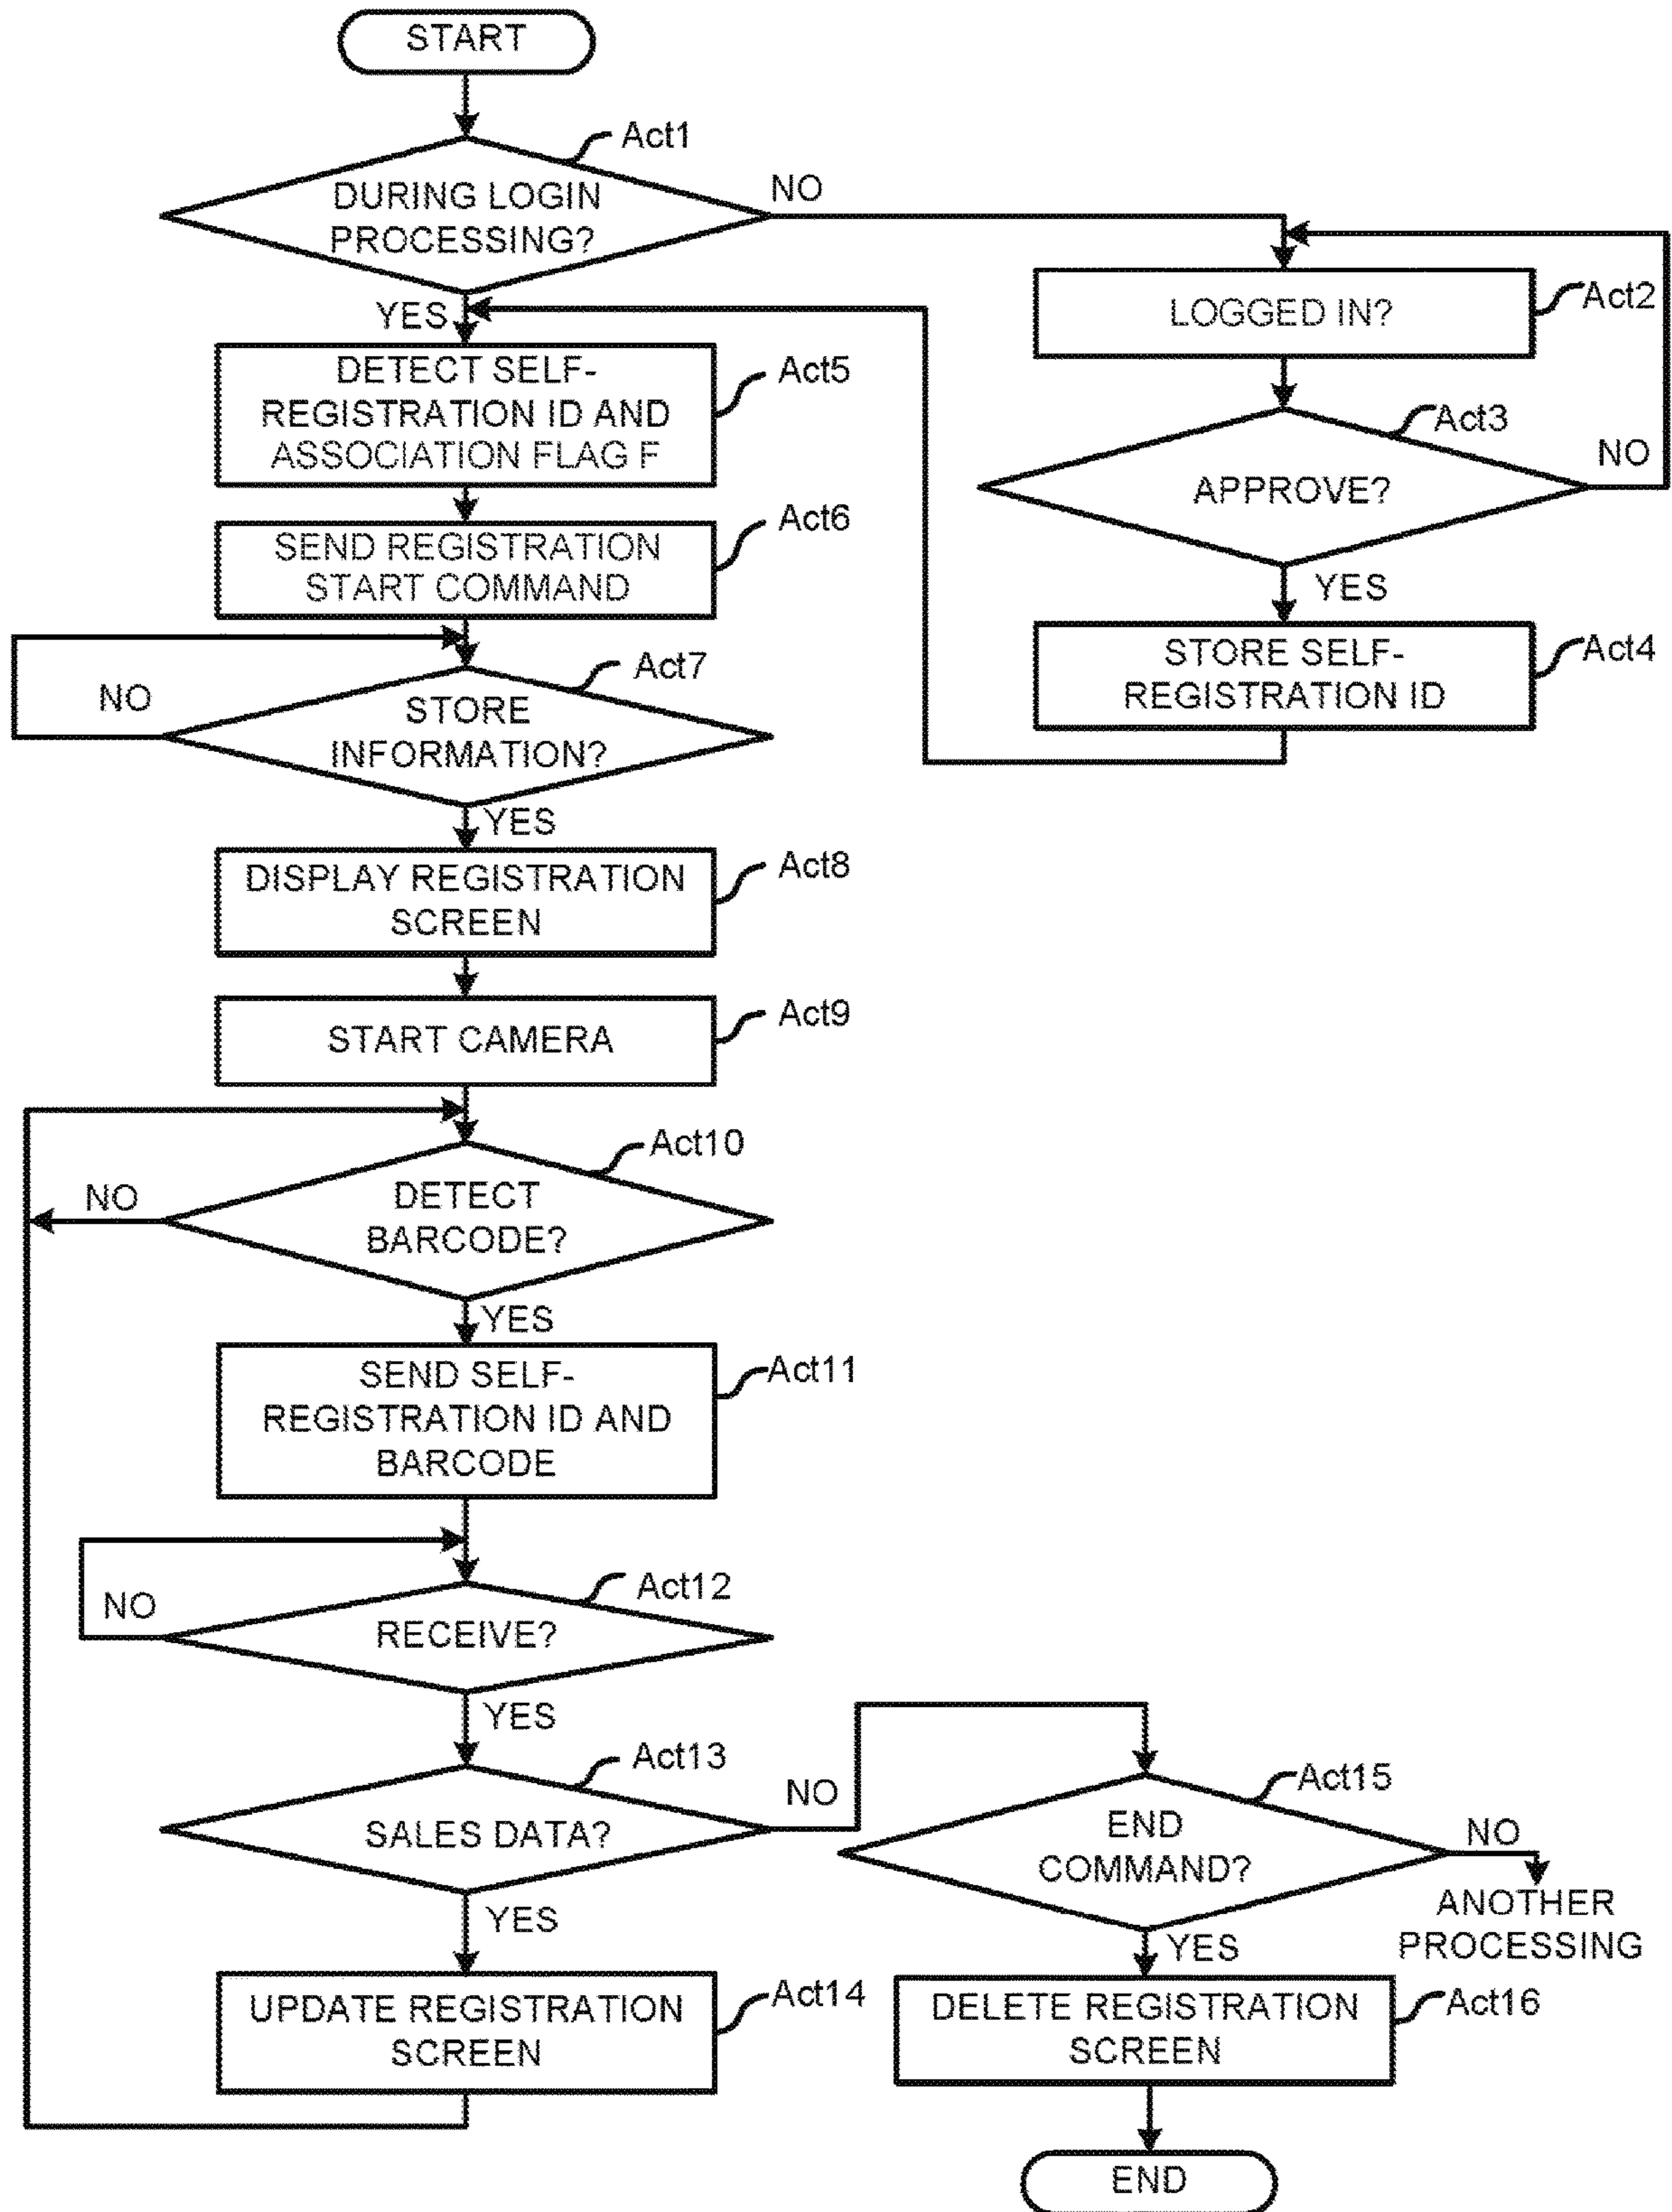 START
Act1
DURING LOGIN
PROCESSING?
NO
YES
LOGGED IN?
Act2
APPROVE?
Act3
NO
YES
STORE SELF-
REGISTRATION ID
Act4
DETECT SELF-
REGISTRATION ID AND
ASSOCIATION FLAG F
Act5
SEND REGISTRATION
START COMMAND
Act6
Act7
STORE
INFORMATION?
NO
YES
DISPLAY REGISTRATION
SCREEN
Act8
START CAMERA
Act9
Act10
DETECT
BARCODE?
NO
YES
SEND SELF-
REGISTRATION ID AND
BARCODE
Act11
Act12
RECEIVE?
NO
YES
Act13
SALES DATA?
NO
YES
UPDATE REGISTRATION
SCREEN
Act14
Act15
END
COMMAND?
NO
ANOTHER
PROCESSING
YES
DELETE REGISTRATION
SCREEN
Act16
END